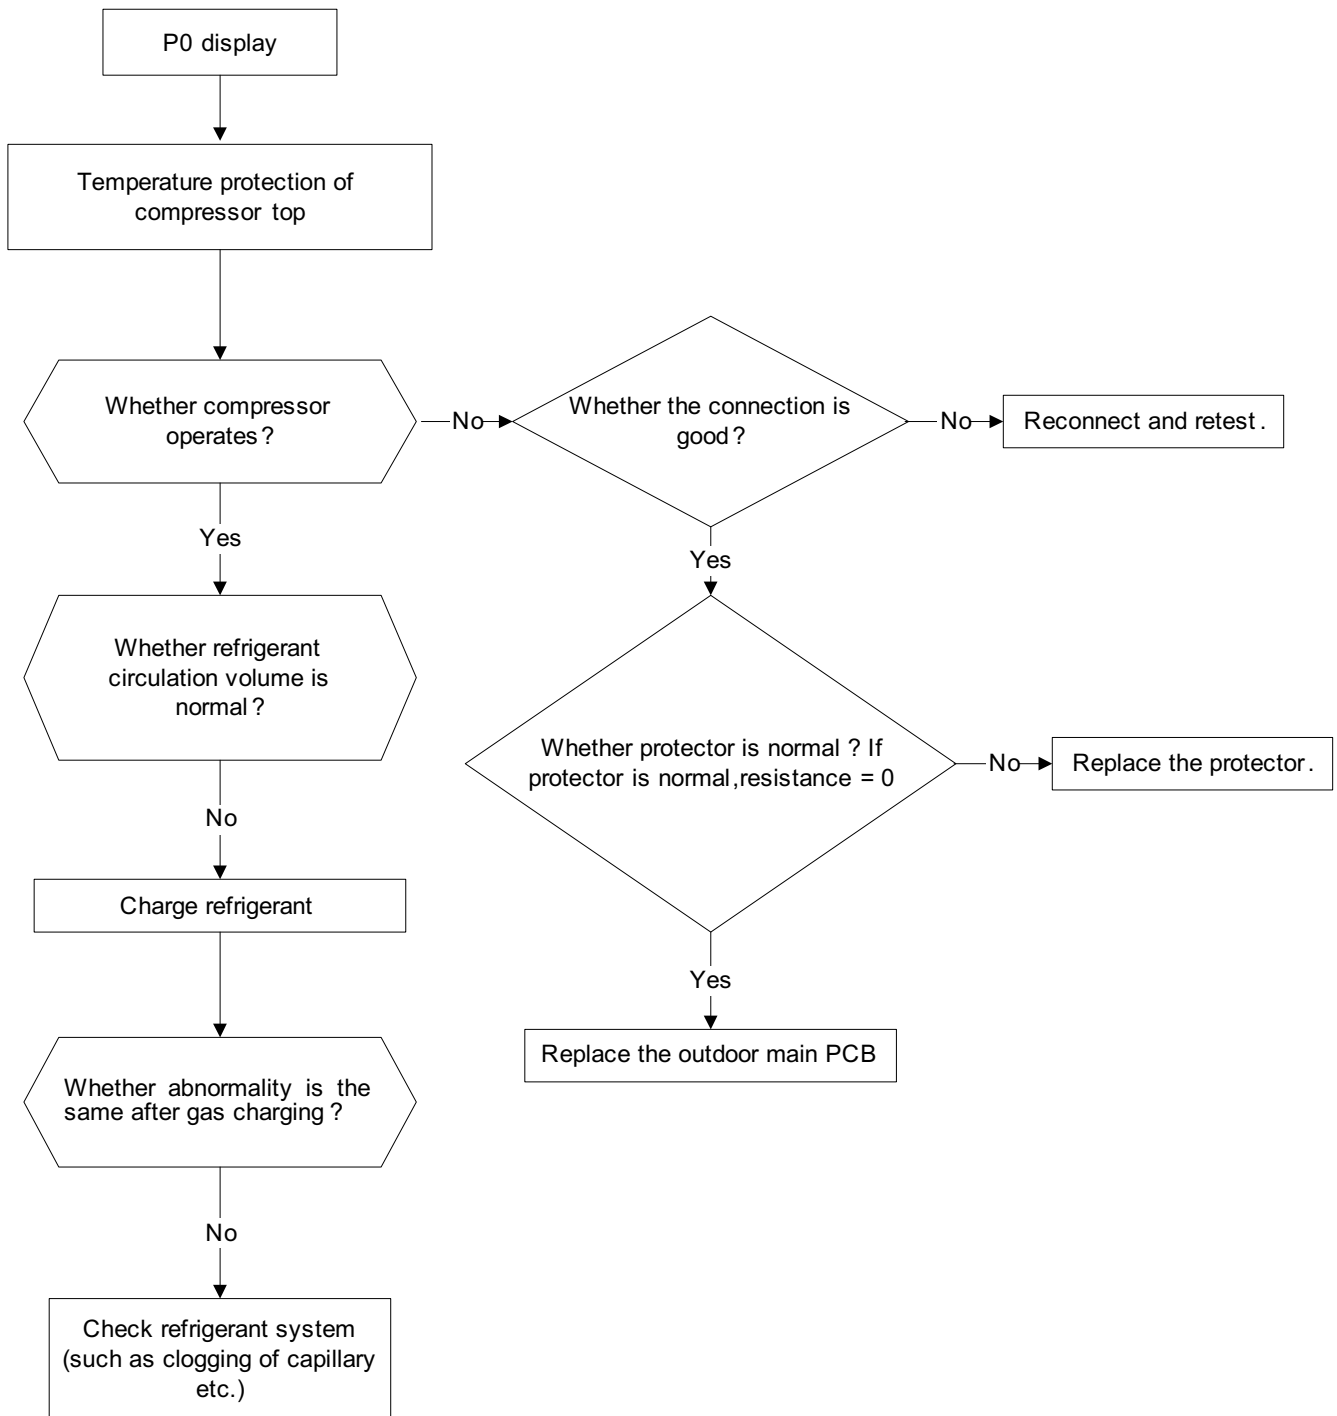 P0 display
Temperature protection of
compressor top
Whether compressor
operates?
No
Whether the connection is
good?
No
Reconnect and retest.
Yes
Yes
Whether refrigerant
circulation volume is
normal?
Whether protector is normal? If
protector is normal,resistance = 0
No
Replace the protector.
No
Charge refrigerant
Yes
Replace the outdoor main PCB
Whether abnormality is the
same after gas charging?
No
Check refrigerant system
(such as clogging of capillary
etc.)